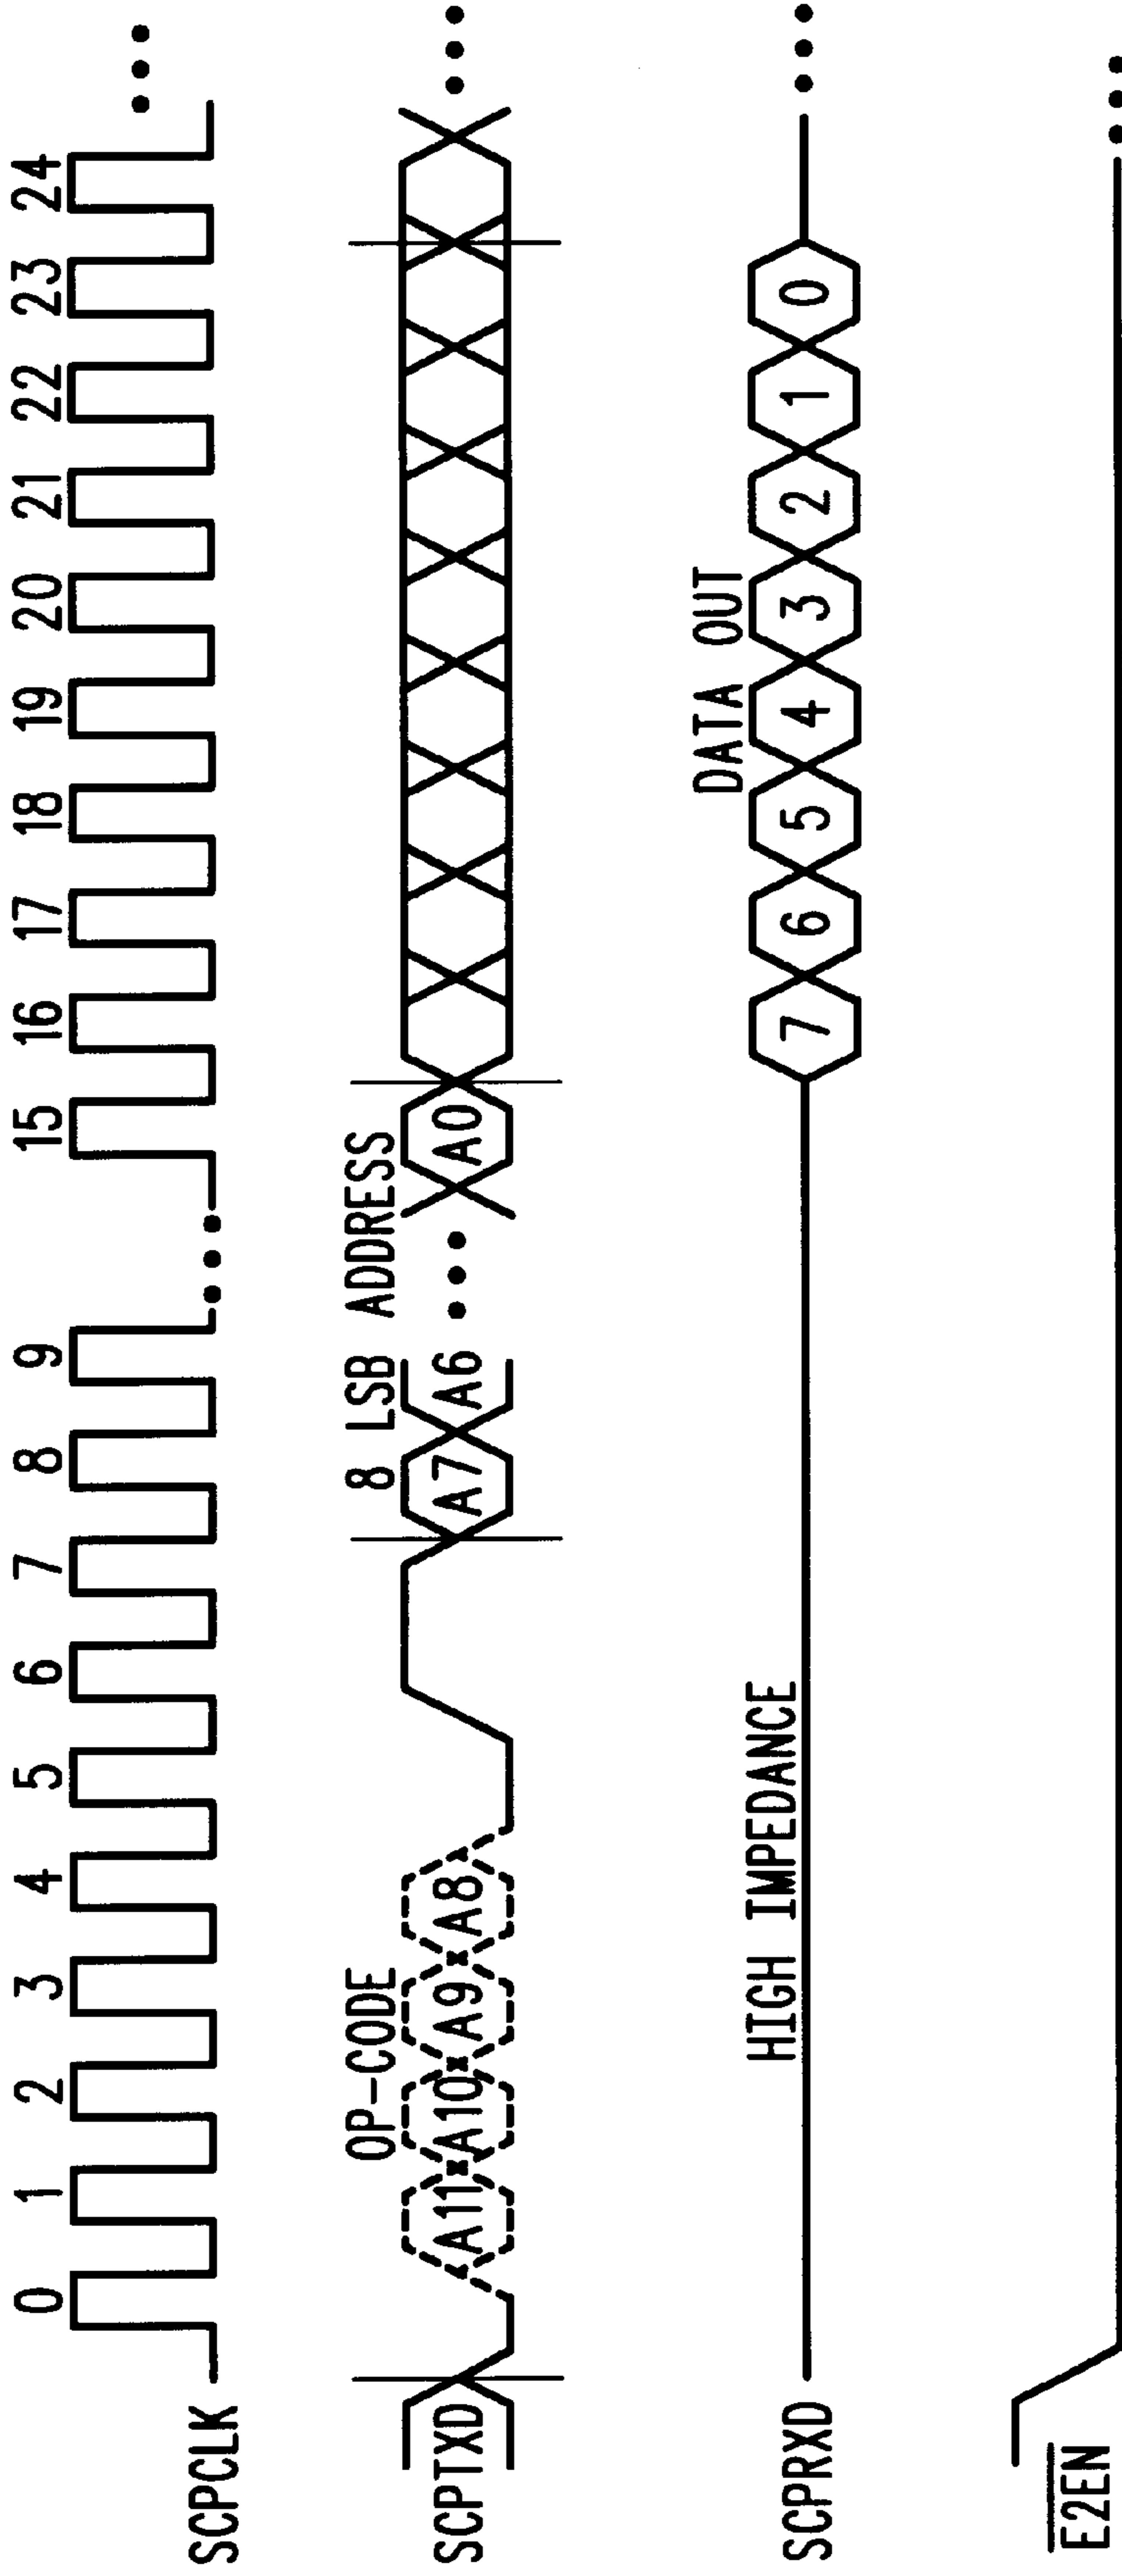 0 1 2 3 4 5 6 7 8 9 15 16 17 18 19 20 21 22 23 24
SCPCLK
OP-CODE 8 LSB ADDRESS
SCPTXD A11 A10 A9 A8 A7 A6 A0
DATA OUT
HIGH IMPEDANCE
SCPRXD 7 6 5 4 3 2 1 0
E2EN